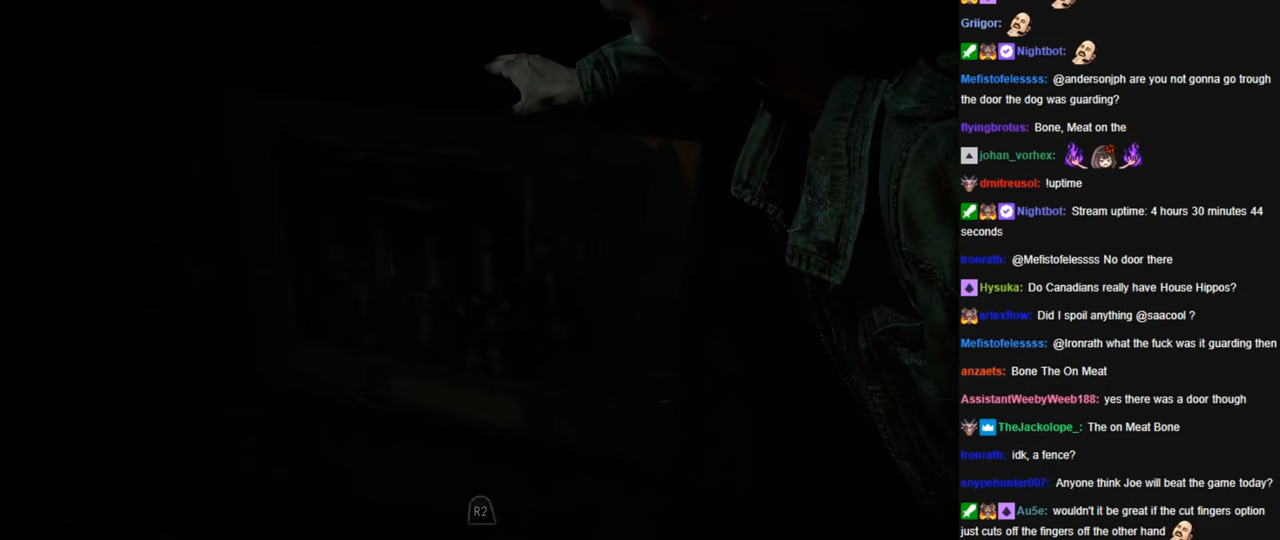 Griigor:
Nightbot:
Mefistofelessss: @andersonjph are you not gonna go trough
the door the dog was guarding?
flyingbrotus: Bone, Meat on the
johan_vorhex:
dmitreusol: !uptime
Nightbot: Stream uptime: 4 hours 30 minutes 44
seconds
Ironrath: @Mefistofelessss No door there
Hysuka: Do Canadians really have House Hippos?
artexflow: Did I spoil anything @saacool ?
Mefistofelessss: @Ironrath what the fuck was it guarding then
anzaets: Bone The On Meat
AssistantWeebyWeeb188: yes there was a door though
TheJackolope_: The on Meat Bone
Ironrath: idk, a fence?
snypehunter007: Anyone think Joe will beat the game today?
Au5e: wouldn't it be great if the cut fingers option
just cuts off the fingers off the other hand
R2